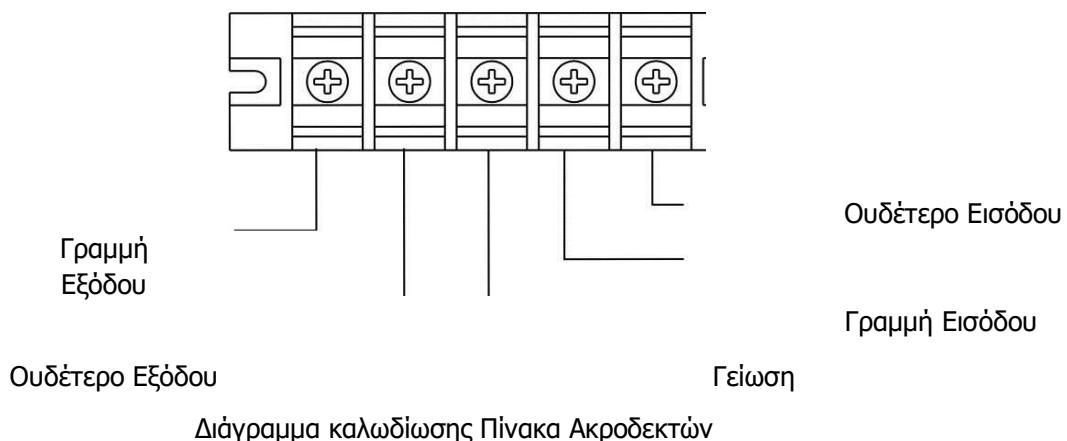 Ουδέτερο Εισόδου
Γραμμή
Εξόδου
Γραμμή Εισόδου
Ουδέτερο Εξόδου
Γείωση
Διάγραμμα καλωδίωσης Πίνακα Ακροδεκτών